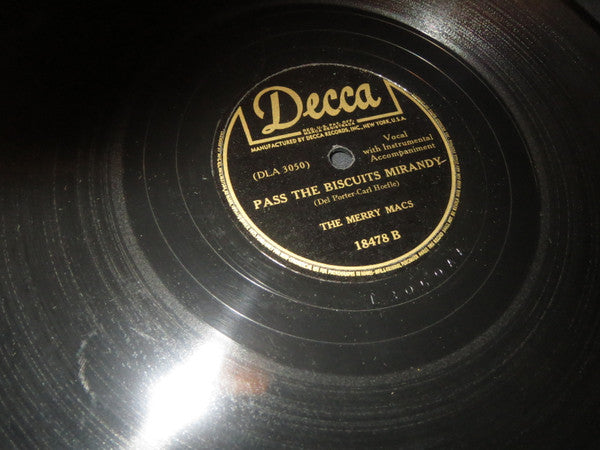 Decca
MANUFACTURED BY DECCA RECORDS, INC., NEW YORK, U.S.A.
Vocal
with Instrumental
Accompaniment
(DLA 3050)
PASS THE BISCUITS MIRANDY
(Del Porter-Carl Hoefle)
THE MERRY MACS
18478 B